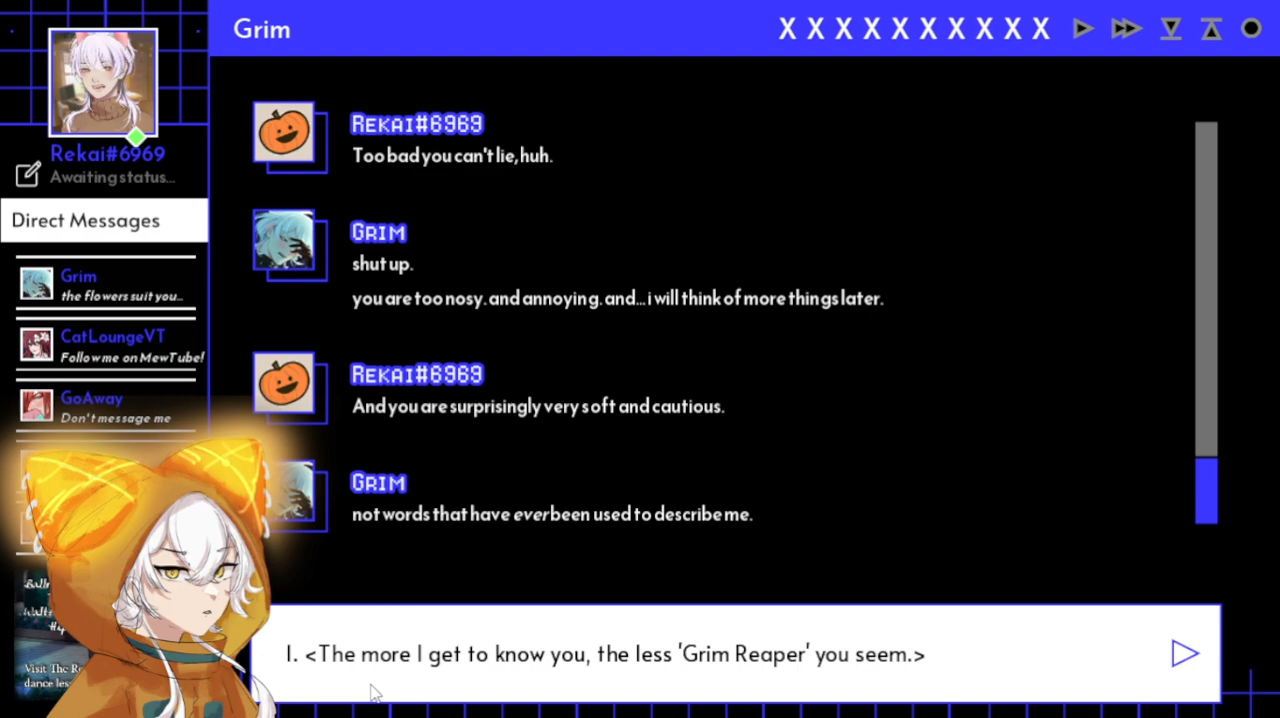 Grim
X X X X X X X X X X
Rekai#6969
Awaiting status...
Direct Messages
Grim
the flowers suit you...
CatLoungeVT
Follow me on MewTube!
GoAway
Don't message me
Visit The
dance
REKAI#6969
Too bad you can't lie, huh.
GRIM
shut up.
you are too nosy. and annoying. and... i will think of more things later.
REKAI#6969
And you are surprisingly very soft and cautious.
GRIM
not words that have ever been used to describe me.
1. <The more I get to know you, the less 'Grim Reaper' you seem.>